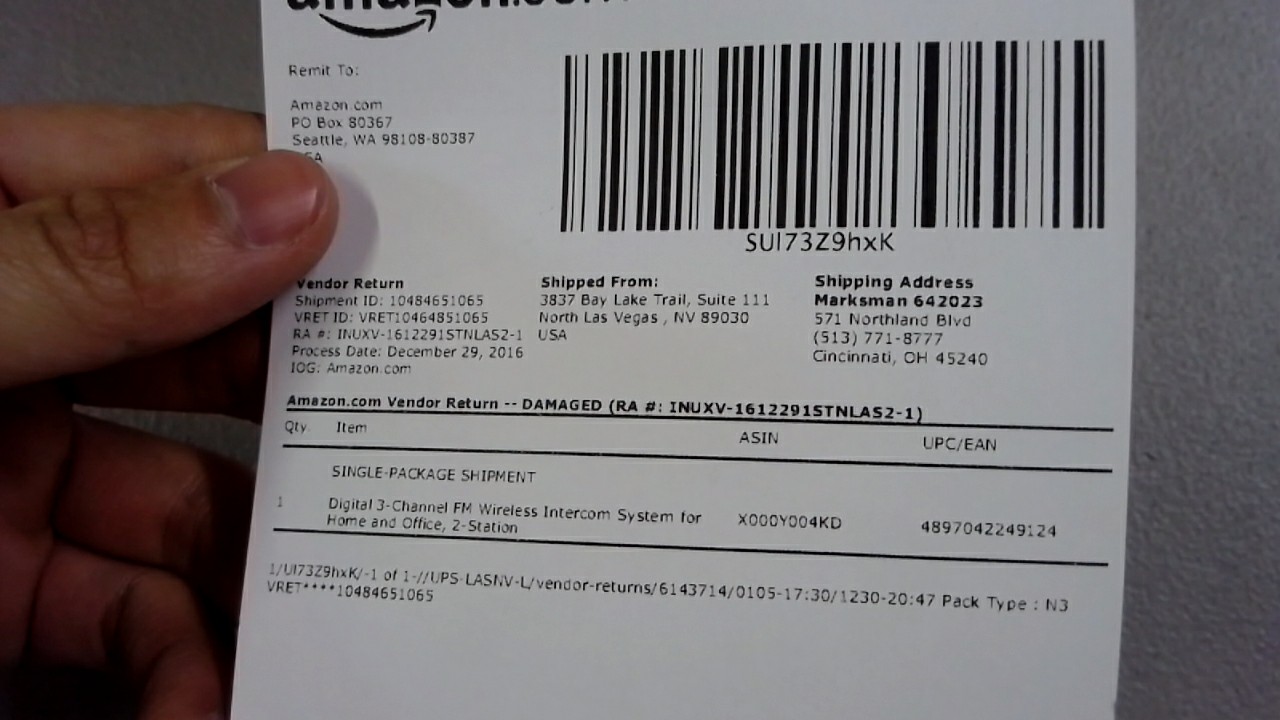 Remit To:
Amazon.com
PO Box 80367
Seattle, WA 98108-80387
SUI73Z9hxK
Vendor Return
Shipment ID: 10484651065
VRET ID: VRET10464851065
RA #: INUXV-1612291STNLAS2-1
Process Date: December 29, 2016
IOG: Amazon.com
Shipped From:
3837 Bay Lake Trail, Suite 111
North Las Vegas , NV 89030
USA
Shipping Address
Marksman 642023
571 Northland Blvd
(513) 771-8777
Cincinnati, OH 45240
Amazon.com Vendor Return -- DAMAGED (RA #: INUXV-1612291STNLAS2-1)
Qty. Item ASIN UPC/EAN
SINGLE-PACKAGE SHIPMENT
1 Digital 3-Channel FM Wireless Intercom System for X000Y004KD 4897042249124
Home and Office, 2-Station
1/UI73Z9hxK/-1 of 1-//UPS-LASNV-L/vendor-returns/6143714/0105-17:30/1230-20:47 Pack Type : N3
VRET****10484651065